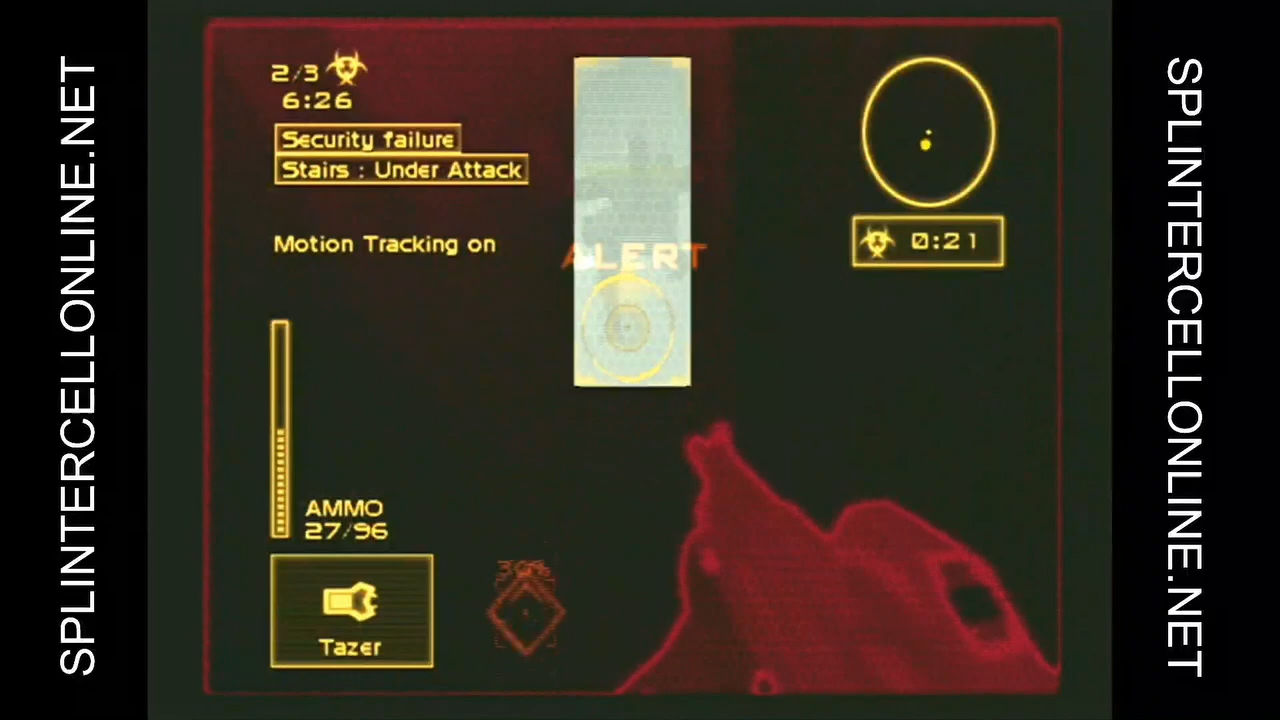 SPLINTERCELLONLINE.NET
2/3
6:26
Security failure
Stairs : Under Attack
Motion Tracking on
ALERT
0:21
AMMO
27/96
Tazer
SPLINTERCELLONLINE.NET